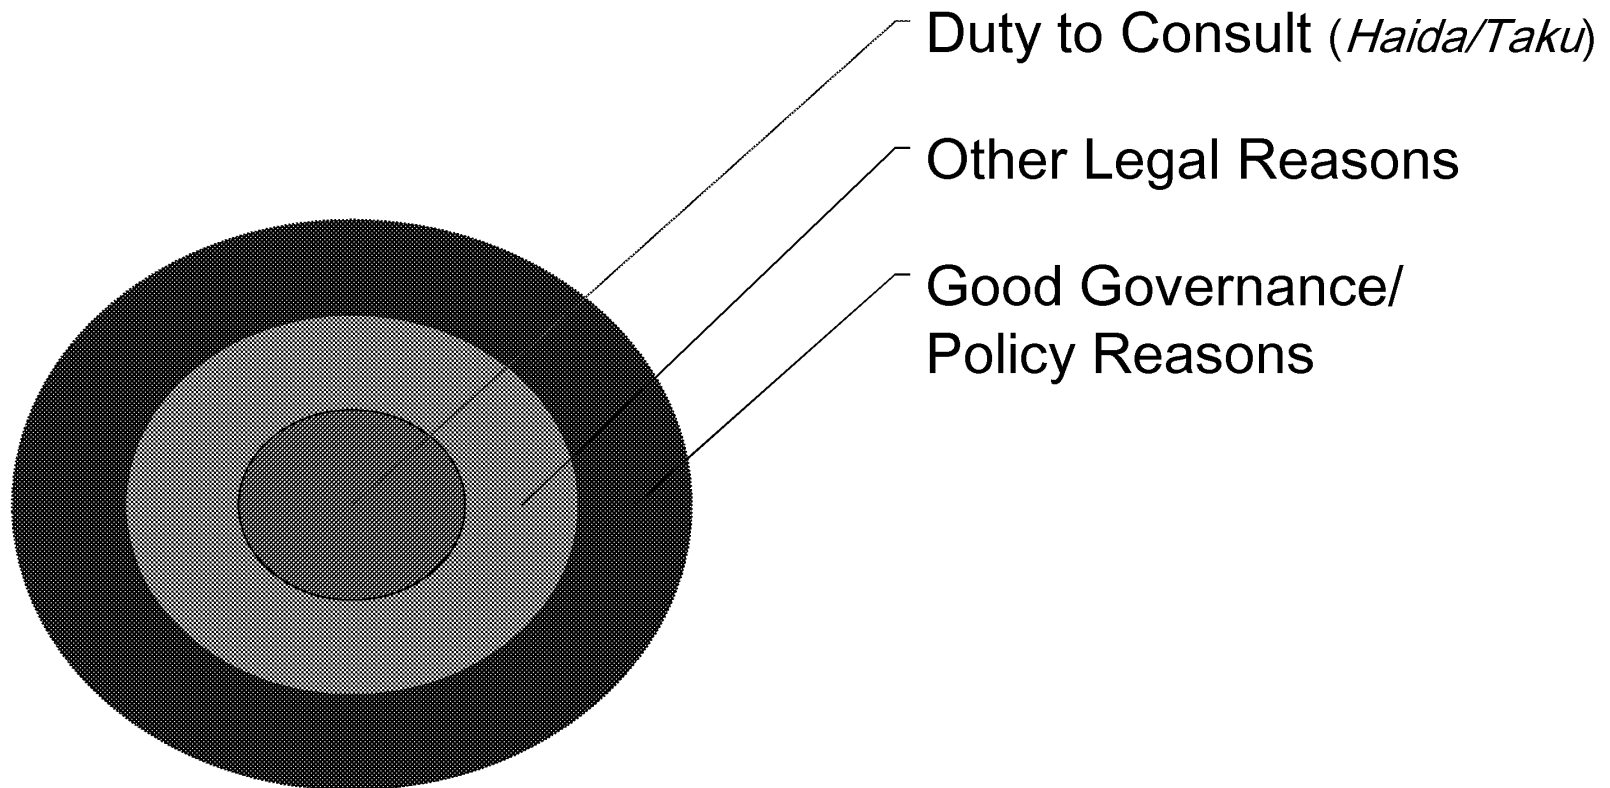 Duty to Consult (Haida/Taku)
Other Legal Reasons
Good Governance/
Policy Reasons